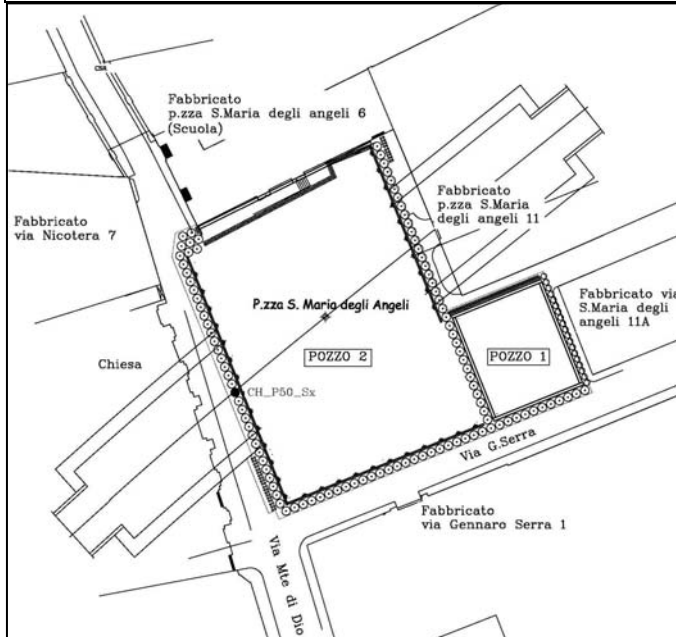 CSA
Fabbricato
p.zza S.Maria degli angeli 6
(Scuola)
Fabbricato
p.zza S.Maria
degli angeli 11
Fabbricato
via Nicotera 7
P.zza S. Maria degli Angeli
Fabbricato via
S.Maria degli
angeli 11A
POZZO 2
POZZO 1
Chiesa
CH_P50_Sx
Via G.Serra
Fabbricato
via Gennaro Serra 1
Via Mte di Dio